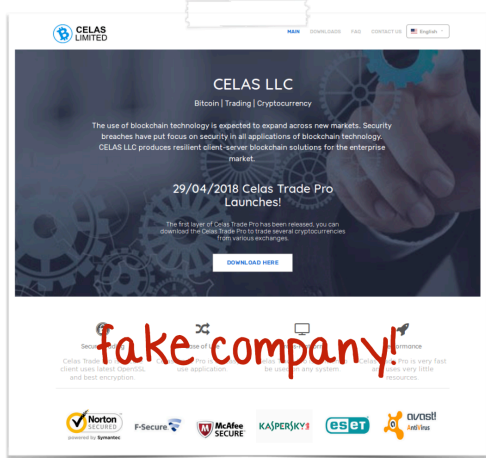 CELAS
LIMITED
MAIN DOWNLOADS FAQ CONTACT US English
CELAS LLC
Bitcoin | Trading | Cryptocurrency
The use of blockchain technology is expected to expand across new markets. Security
breaches have put focus on security in all applications of blockchain technology.
CELAS LLC produces resilient client-server blockchain solutions for the enterprise
market.
29/04/2018 Celas Trade Pro
Launches!
The first layer of Celas Trade Pro has been released, you can
download the Celas Trade Pro to trade several cryptocurrencies
from various exchanges.
DOWNLOAD HERE
fake company!
Celas Trade
client uses latest OpenSSL
and best encryption.
use application
be used on any system.
Pro is very fast
and uses very little
resources.
Norton
SECURED
powered by Symantec
F-Secure
McAfee
SECURE
KASPERSKY
eseT
avast!
AntiVirus